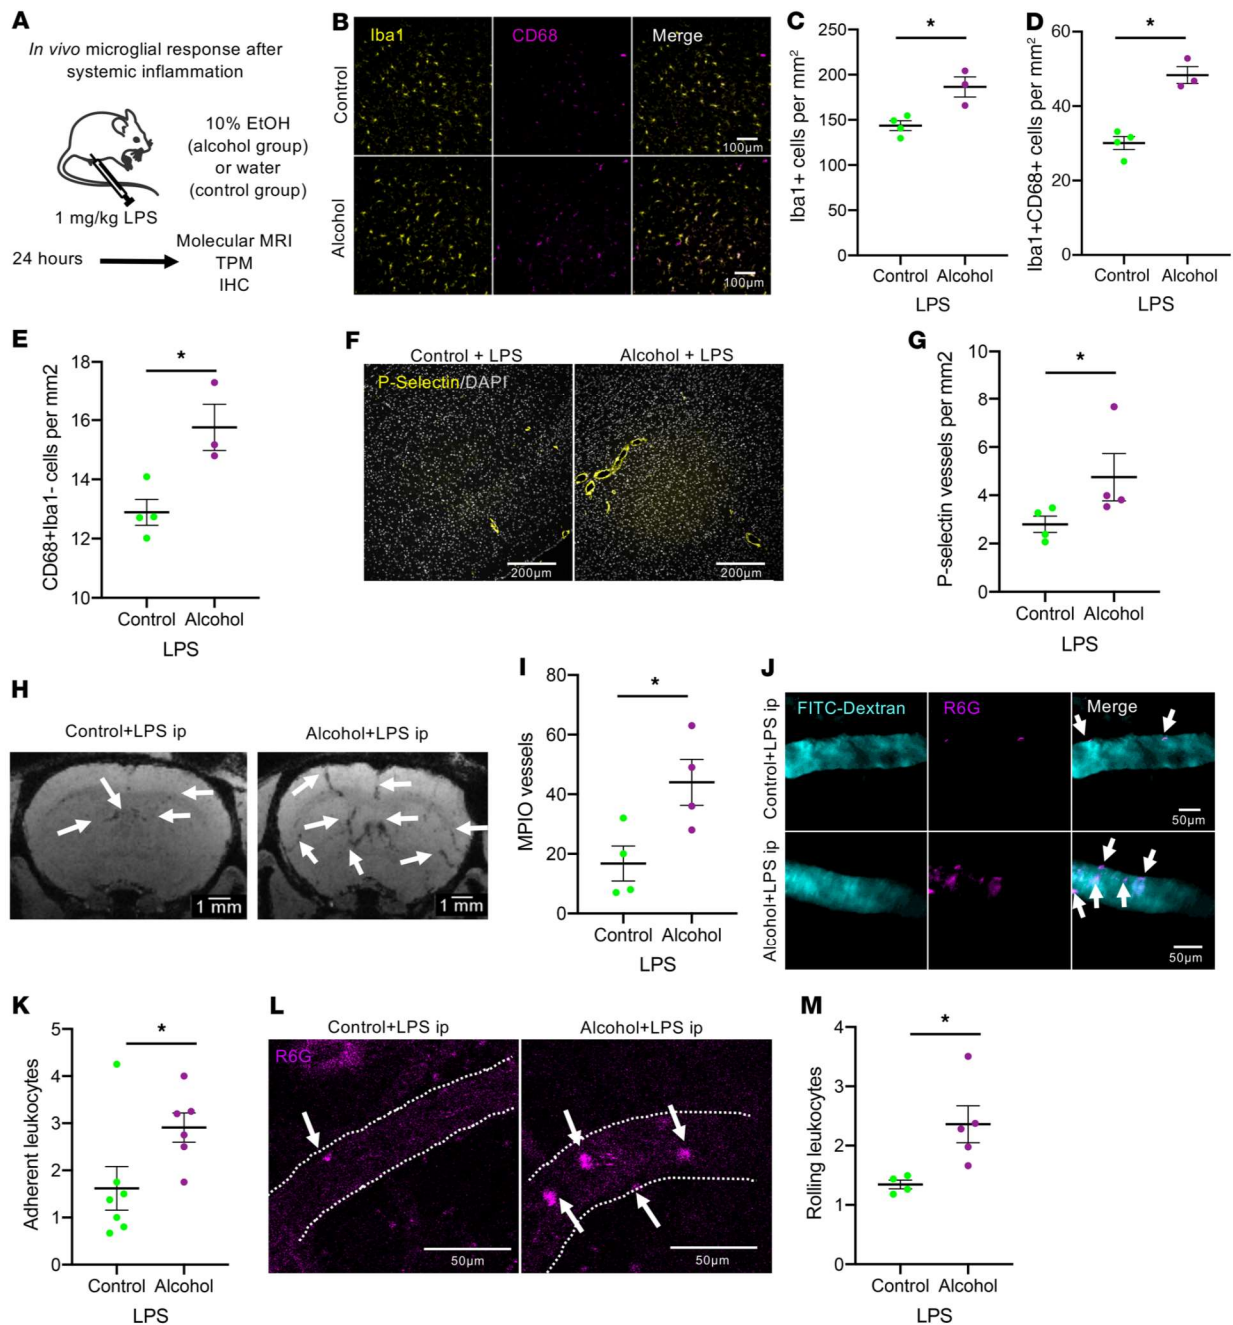 A
In vivo microglial response after
systemic inflammation
10% EtOH
(alcohol group)
or water
(control group)
1 mg/kg LPS
24 hours
Molecular MRI
TPM
IHC
B
Iba1
CD68
Merge
Control
100µm
Alcohol
100µm
C
Iba1+ cells per mm²
250
200
150
100
50
0
*
Control
Alcohol
LPS
D
Iba1+CD68+ cells per mm²
60
40
20
0
*
Control
Alcohol
LPS
E
CD68+Iba1- cells per mm2
18
16
14
12
10
*
Control
Alcohol
LPS
F
Control + LPS
Alcohol + LPS
P-Selectin/DAPI
200µm
200µm
G
P-selectin vessels per mm2
10
8
6
4
2
0
*
Control
Alcohol
LPS
H
Control+LPS ip
Alcohol+LPS ip
1 mm
1 mm
I
MPIO vessels
80
60
40
20
0
*
Control
Alcohol
LPS
J
FITC-Dextran
R6G
Merge
Control+LPS ip
50µm
Alcohol+LPS ip
50µm
K
Adherent leukocytes
5
4
3
2
1
0
*
Control
Alcohol
LPS
L
Control+LPS ip
Alcohol+LPS ip
R6G
50µm
50µm
M
Rolling leukocytes
4
3
2
1
0
*
Control
Alcohol
LPS